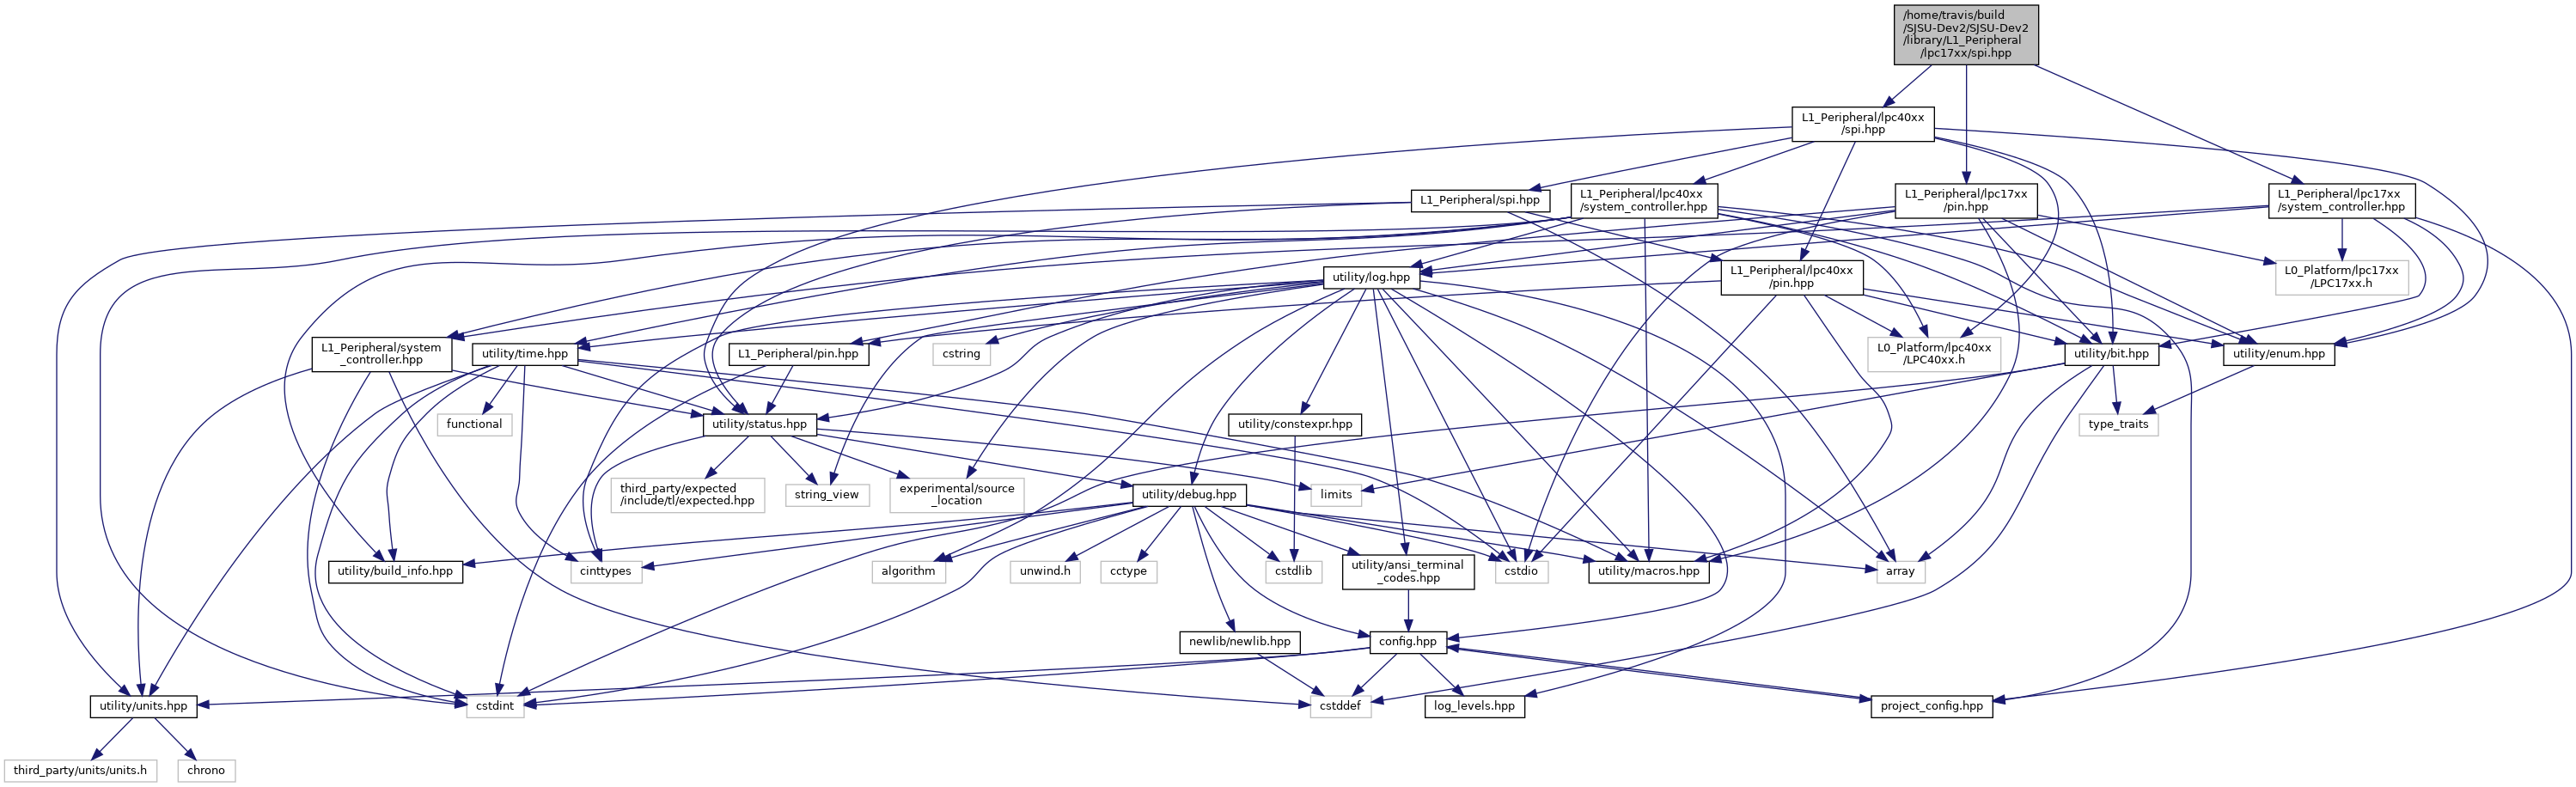 /home/travis/build
/SJSU-Dev2/SJSU-Dev2
/library/L1_Peripheral
/lpc17xx/spi.hpp
L1_Peripheral/lpc40xx
/spi.hpp
L1_Peripheral/spi.hpp
L1_Peripheral/lpc40xx
/system_controller.hpp
L1_Peripheral/lpc17xx
/pin.hpp
L1_Peripheral/lpc17xx
/system_controller.hpp
utility/log.hpp
L1_Peripheral/lpc40xx
/pin.hpp
L0_Platform/lpc17xx
/LPC17xx.h
L1_Peripheral/system
_controller.hpp
utility/time.hpp
L1_Peripheral/pin.hpp
cstring
L0_Platform/lpc40xx
/LPC40xx.h
utility/bit.hpp
utility/enum.hpp
functional
utility/status.hpp
utility/constexpr.hpp
type_traits
third_party/expected
/include/tl/expected.hpp
string_view
experimental/source
_location
utility/debug.hpp
limits
utility/build_info.hpp
cinttypes
algorithm
unwind.h
cctype
cstdlib
utility/ansi_terminal
_codes.hpp
cstdio
utility/macros.hpp
array
newlib/newlib.hpp
config.hpp
utility/units.hpp
cstdint
cstddef
log_levels.hpp
project_config.hpp
third_party/units/units.h
chrono